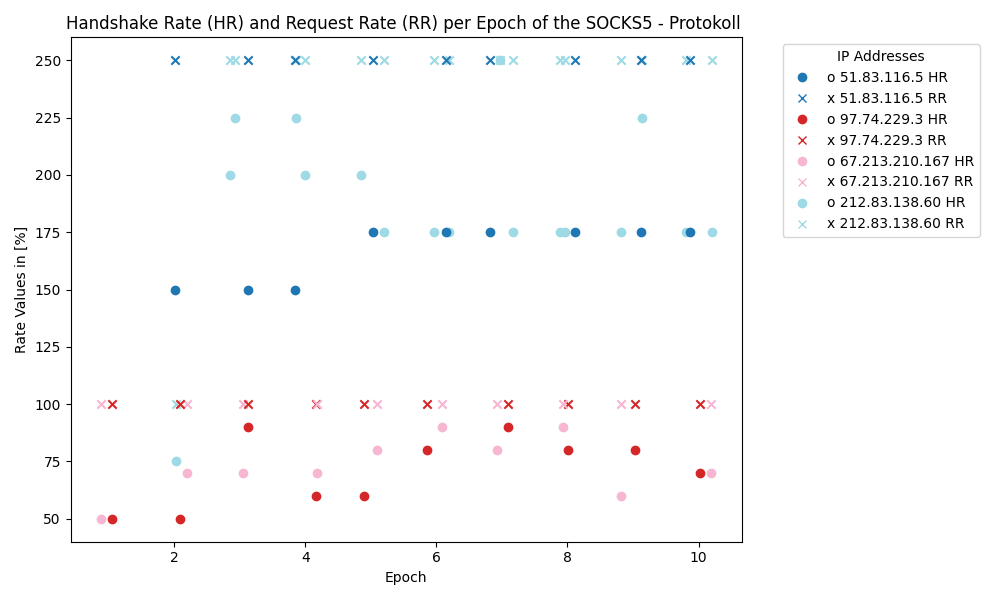 Handshake Rate (HR) and Request Rate (RR) per Epoch of the SOCKS5 - Protokoll
Rate Values in [%]
250
225
200
175
150
125
100
75
50
2
4
6
8
10
Epoch
IP Addresses
o 51.83.116.5 HR
x 51.83.116.5 RR
o 97.74.229.3 HR
x 97.74.229.3 RR
o 67.213.210.167 HR
x 67.213.210.167 RR
o 212.83.138.60 HR
x 212.83.138.60 RR